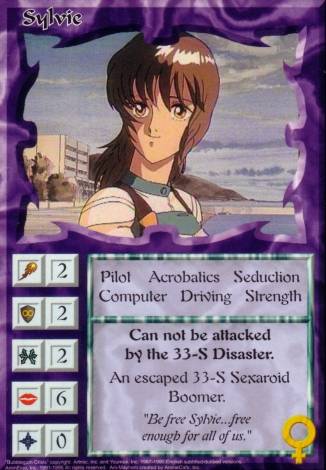 Sylvie
2
Pilot Acrobatics Seduction
Computer Driving Strength
2
2
Can not be attacked
by the 33-S Disaster.
6
An escaped 33-S Sexaroid
Boomer.
0
"Be free Sylvie...free
enough for all of us."